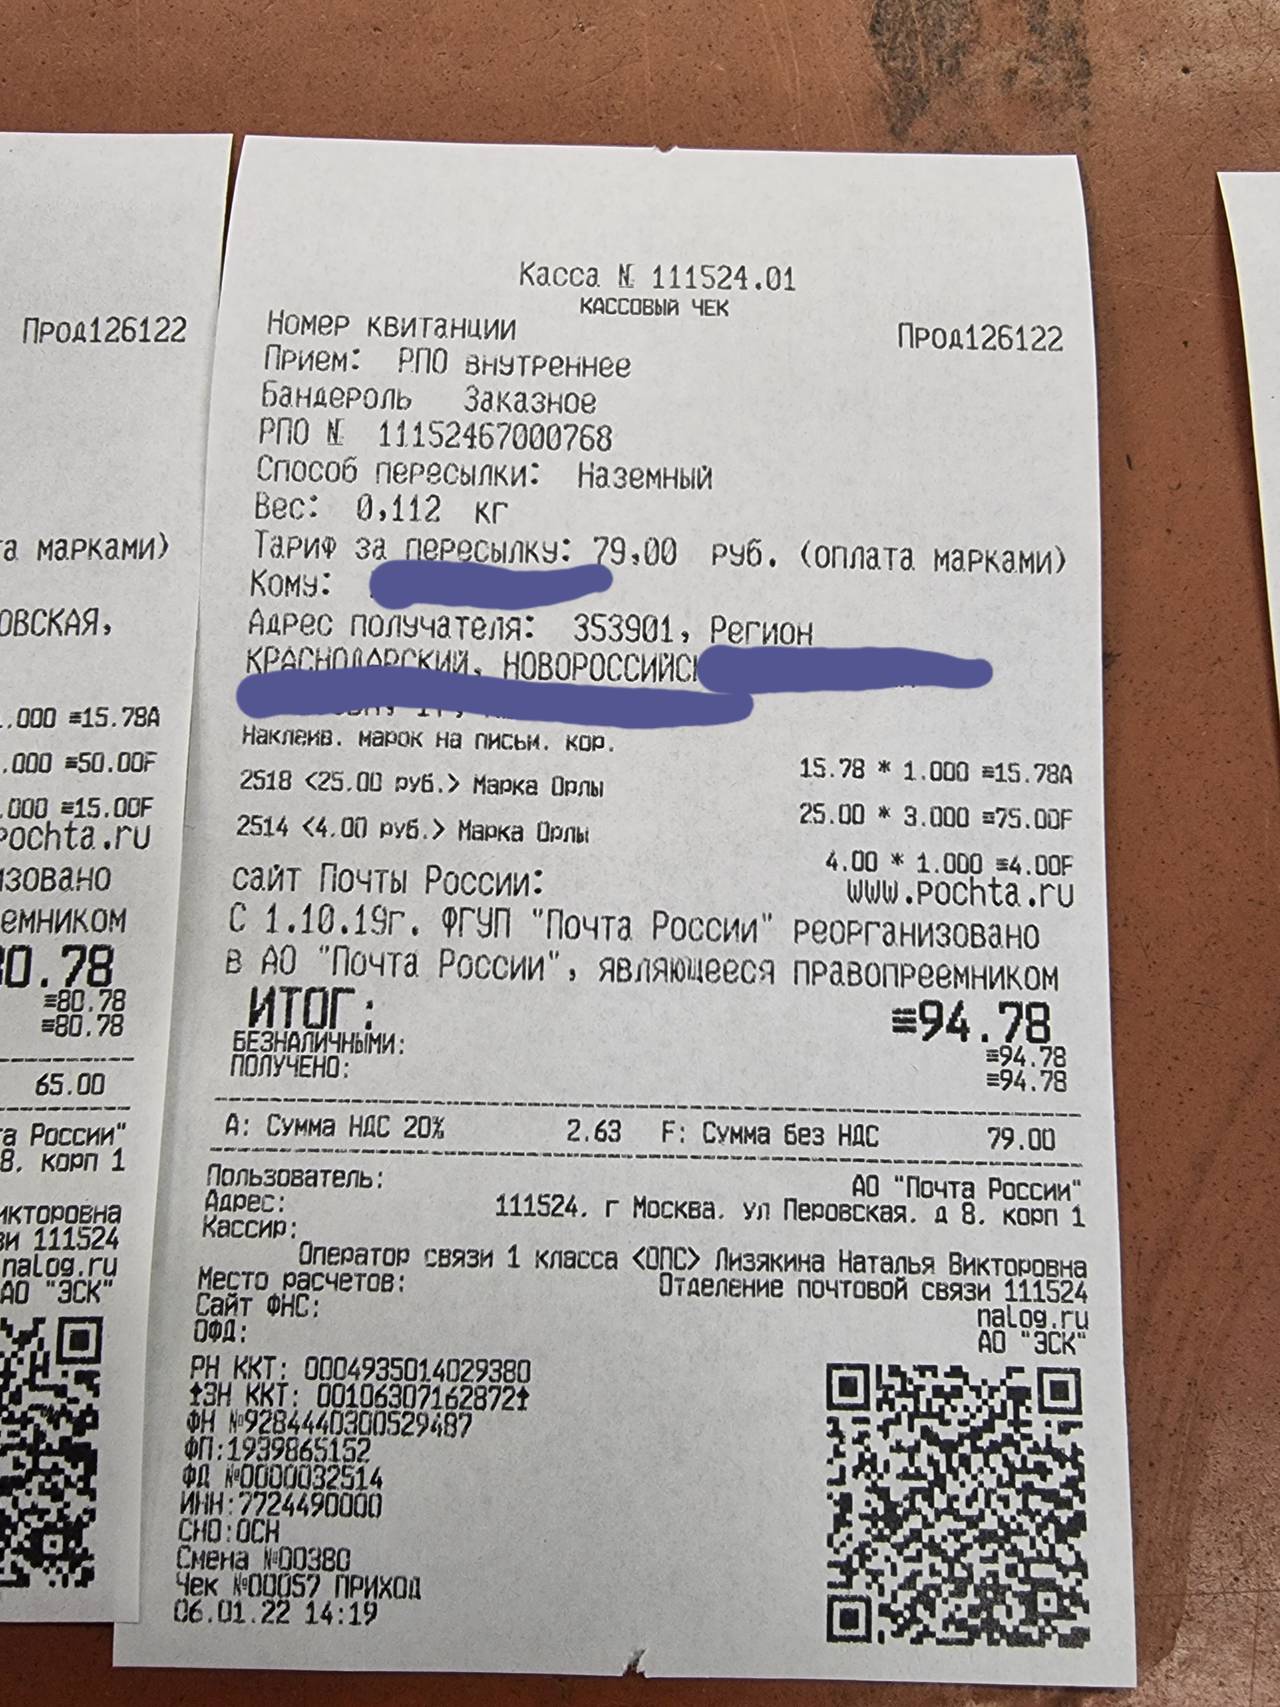 Прод126122
та марками)
ОВСКАЯ,
.000 ≡15.78А
.000 ≡50.00F
.000 ≡15.00F
pochta.ru
изовано
еемником
80.78
≡80.78
≡80.78
65.00
та России"
8, корп 1
икторовна
зи 111524
nalog.ru
АО "ЭСК"
Касса № 111524.01
КАССОВЫЙ ЧЕК
Номер квитанции Прод126122
Прием: РПО внутреннее
Бандероль Заказное
РПО № 11152467000768
Способ пересылки: Наземный
Вес: 0,112 кг
Тариф за пересылку: 79,00 руб. (оплата марками)
Кому:
Адрес получателя: 353901, Регион
КРАСНОДАРСКИЙ, НОВОРОССИЙСК
Наклеив. марок на письм. кор.
15.78 * 1.000 ≡15.78А
2518 <25.00 руб.> Марка Орлы
25.00 * 3.000 ≡75.00F
2514 <4.00 руб.> Марка Орлы
4.00 * 1.000 ≡4.00F
сайт Почты России: www.pochta.ru
С 1.10.19г. ФГУП "Почта России" реорганизовано
в АО "Почта России", являющееся правопреемником
ИТОГ: ≡94.78
БЕЗНАЛИЧНЫМИ: ≡94.78
ПОЛУЧЕНО: ≡94.78
А: Сумма НДС 20% 2.63 F: Сумма без НДС 79.00
Пользователь: АО "Почта России"
Адрес: 111524, г Москва, ул Перовская, д 8, корп 1
Кассир:
Оператор связи 1 класса <ОПС> Лизякина Наталья Викторовна
Место расчетов: Отделение почтовой связи 111524
Сайт ФНС: nalog.ru
ОФД: АО "ЭСК"
РН ККТ: 0004935014029380
↑ЗН ККТ: 00106307162872↑
ФН №9284440300529487
ФП:1939865152
ФД №0000032514
ИНН:7724490000
СНО:ОСН
Смена №00380
Чек №00057 ПРИХОД
06.01.22 14:19